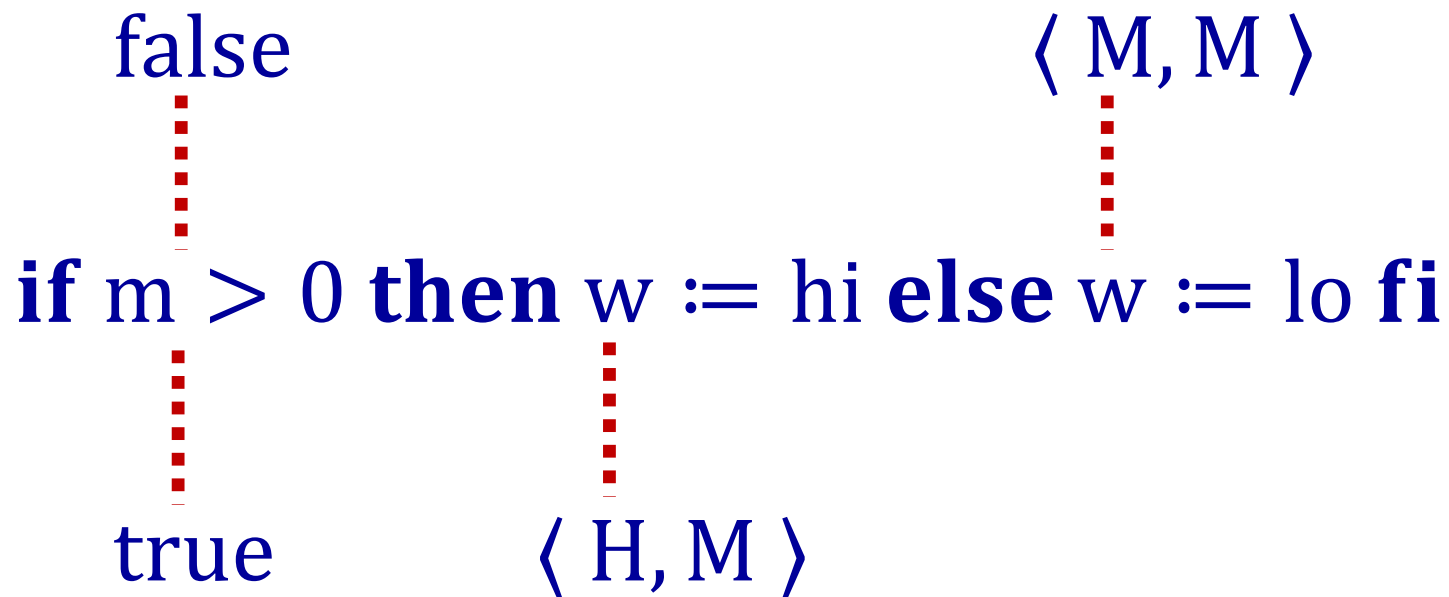 false ⟨ M, M ⟩
if m > 0 then w ≔ hi else w ≔ lo fi
true ⟨ H, M ⟩